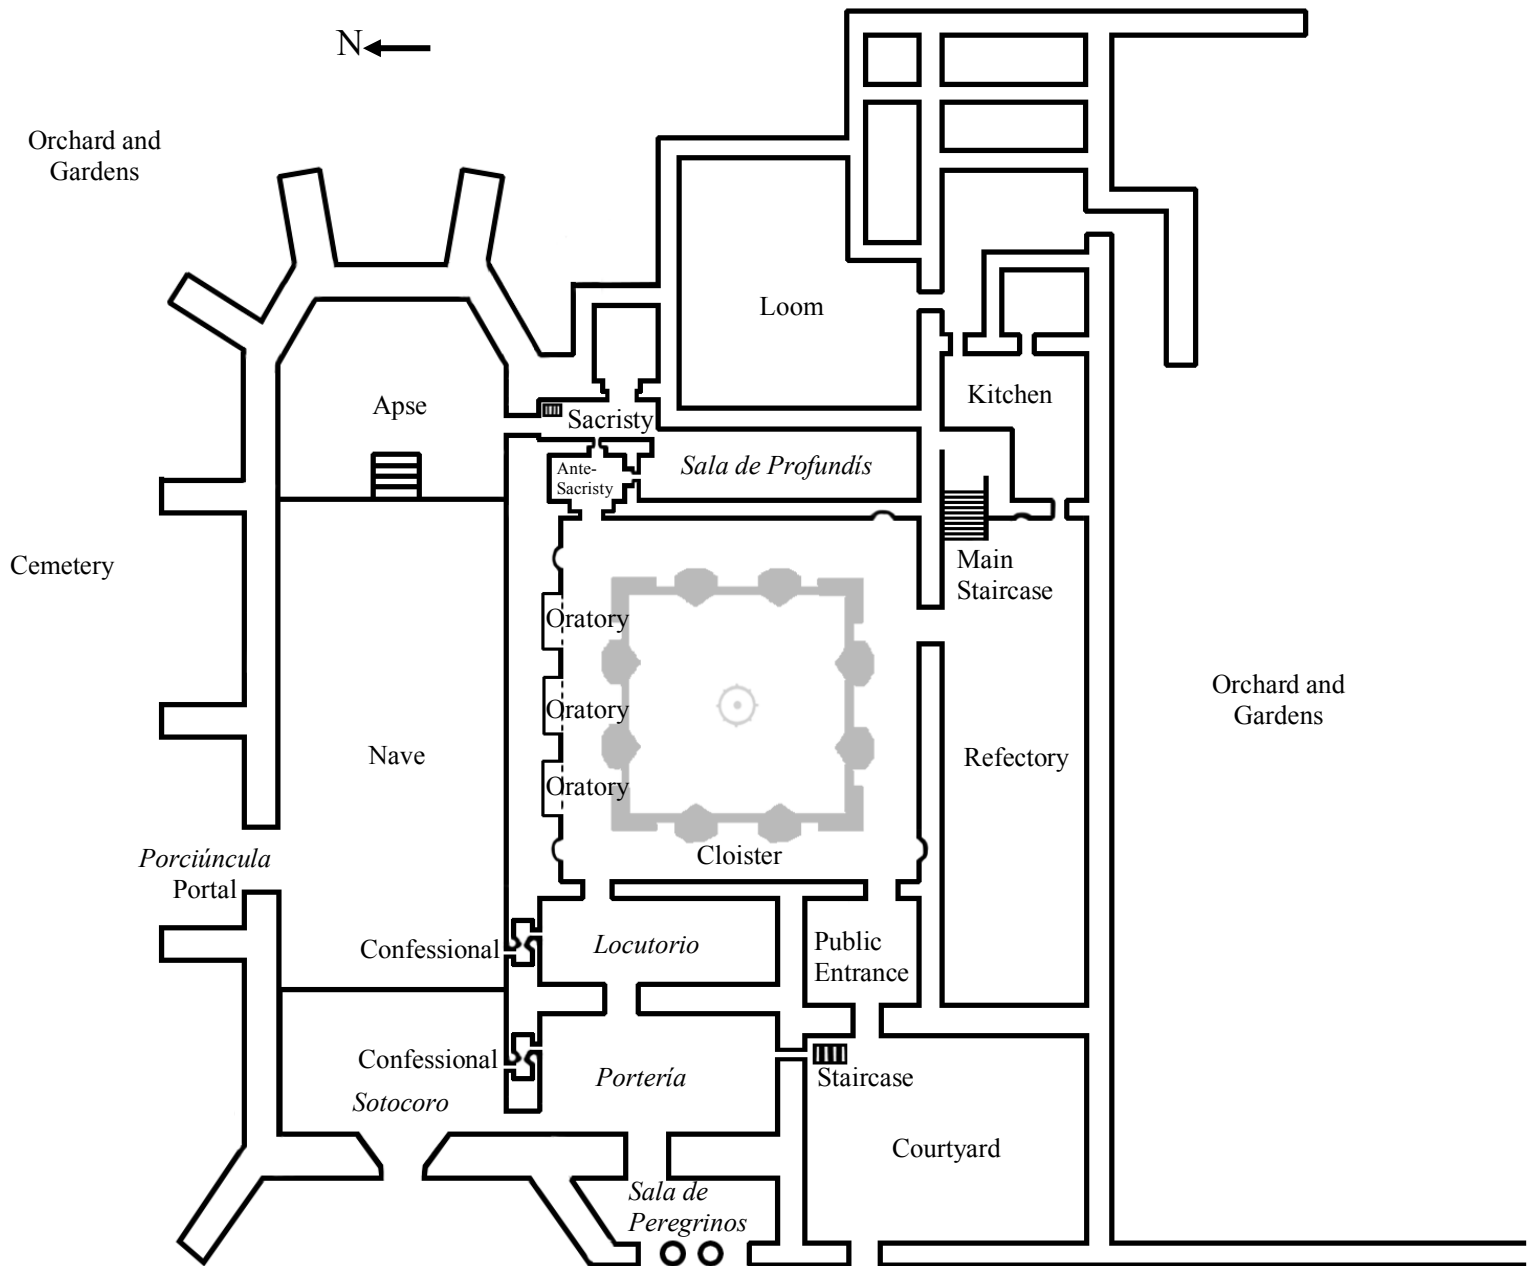 N
Orchard and
Gardens
Loom
Apse
Kitchen
Sacristy
Ante-
Sacristy
Sala de Profundís
Cemetery
Main
Staircase
Oratory
Oratory
Oratory
Orchard and
Gardens
Nave
Refectory
Cloister
Porciúncula
Portal
Confessional
Locutorio
Public
Entrance
Confessional
Sotocoro
Portería
Staircase
Courtyard
Sala de
Peregrinos